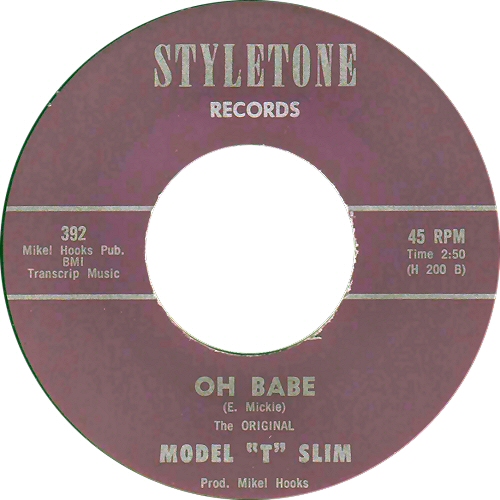 STYLETONE
RECORDS
392
Mikel Hooks Pub.
BMI
Transcrip Music
45 RPM
Time 2:50
(H 200 B)
OH BABE
(E. Mickie)
The ORIGINAL
MODEL "T" SLIM
Prod. Mikel Hooks